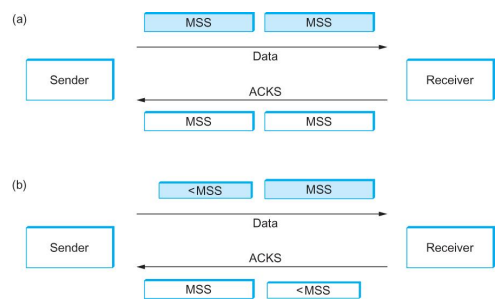 (a)
MSS MSS
Data
Sender
Receiver
ACKS
MSS MSS
(b)
<MSS MSS
Data
Sender
Receiver
ACKS
MSS <MSS